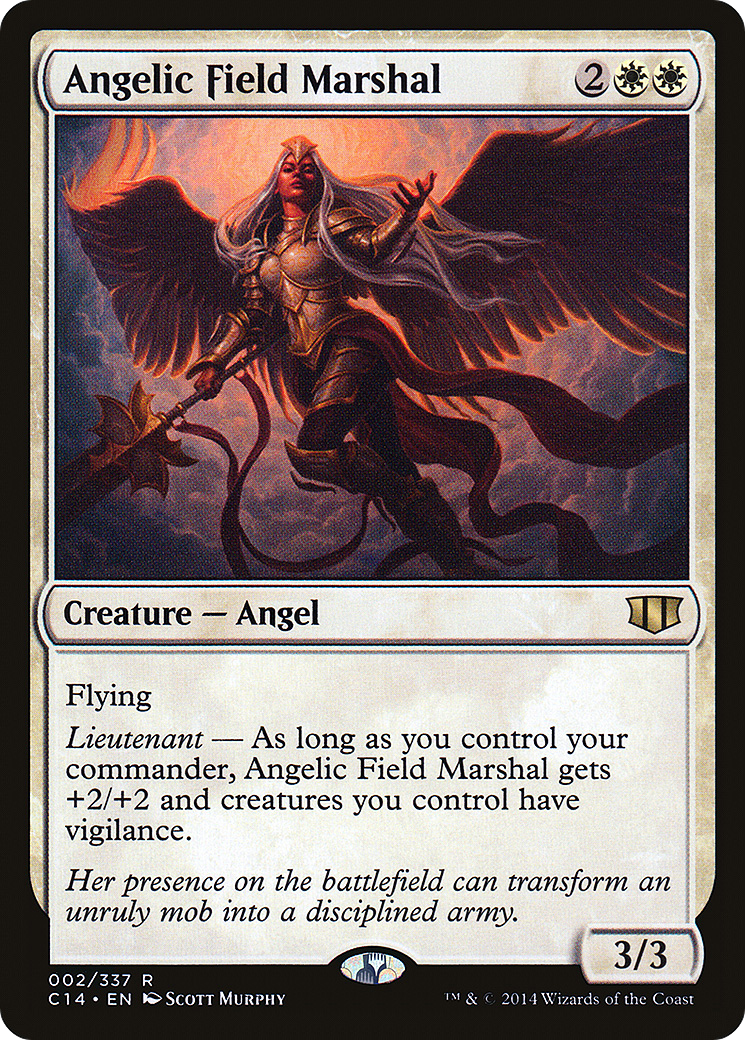 Angelic Field Marshal 2
Creature — Angel
Flying
Lieutenant — As long as you control your
commander, Angelic Field Marshal gets
+2/+2 and creatures you control have
vigilance.
Her presence on the battlefield can transform an
unruly mob into a disciplined army.
3/3
002/337 R
C14 • EN Scott Murphy
™ & © 2014 Wizards of the Coast